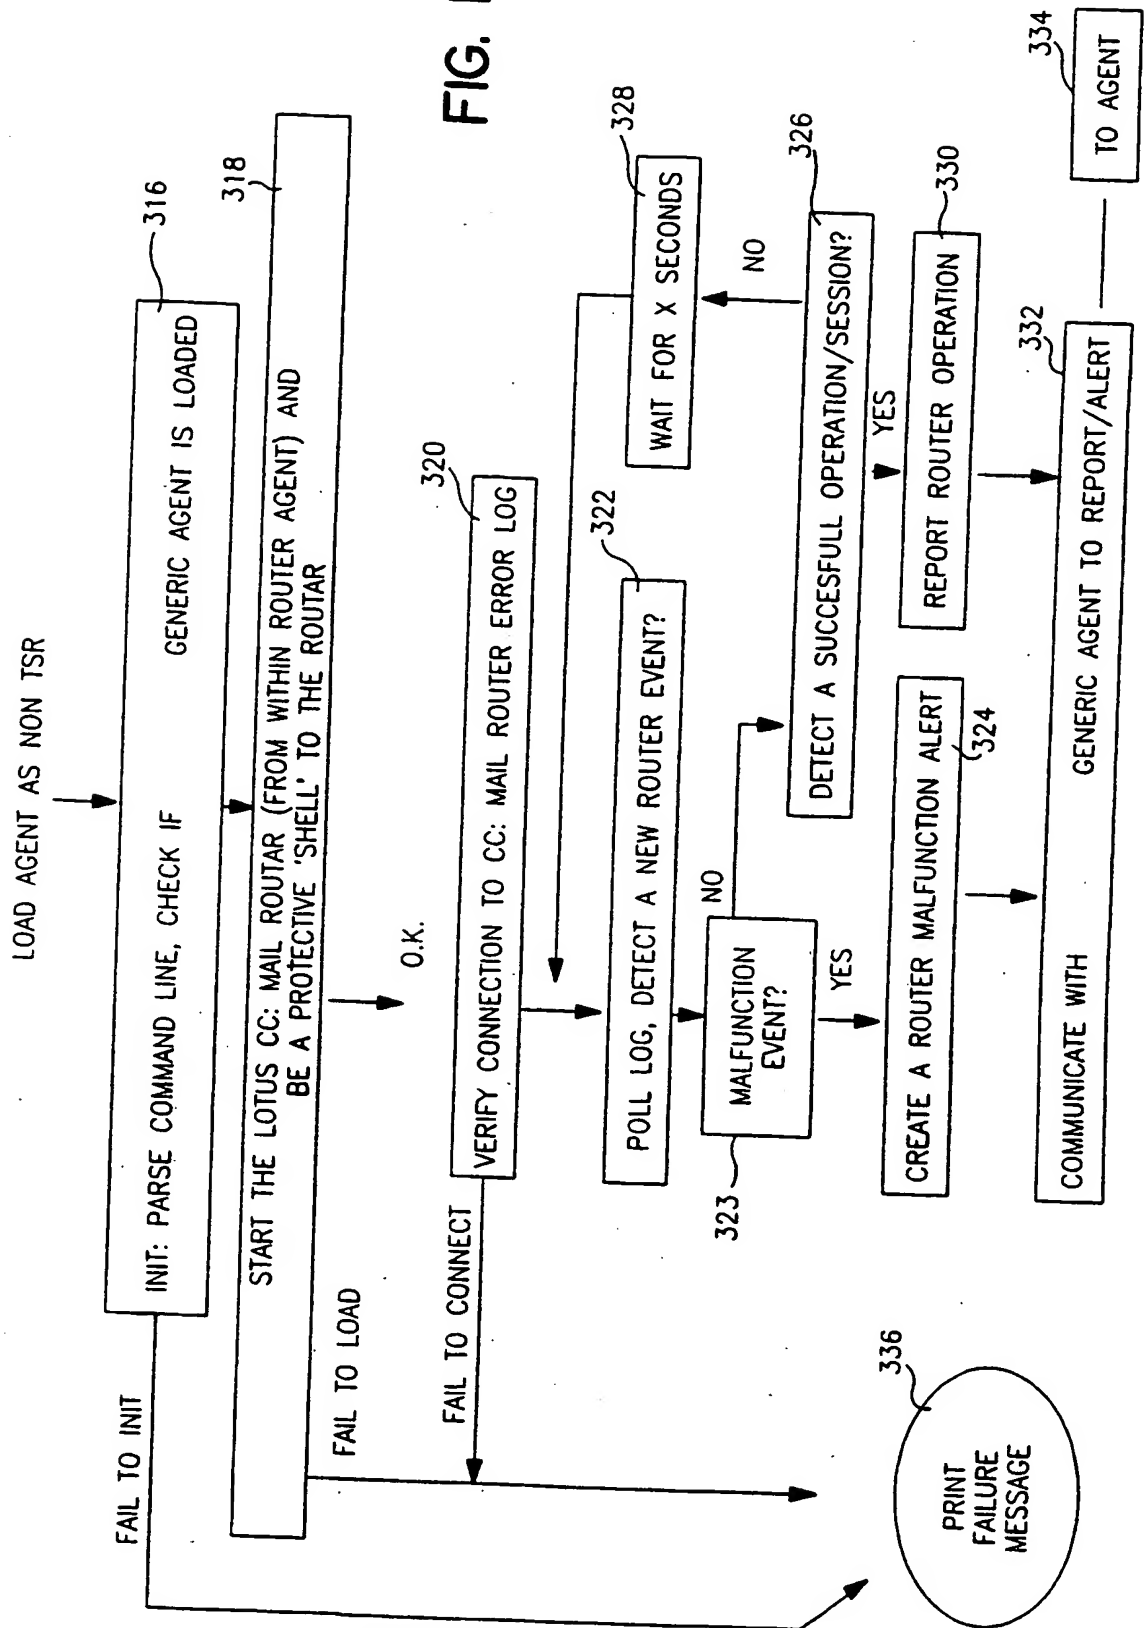 LOAD AGENT AS NON TSR
316
INIT: PARSE COMMAND LINE, CHECK IF GENERIC AGENT IS LOADED
FAIL TO INIT
318
START THE LOTUS CC: MAIL ROUTAR (FROM WITHIN ROUTER AGENT) AND
BE A PROTECTIVE 'SHELL' TO THE ROUTAR
FAIL TO LOAD
O.K.
FIG.
320
VERIFY CONNECTION TO CC: MAIL ROUTER ERROR LOG
FAIL TO CONNECT
328
WAIT FOR X SECONDS
322
POLL LOG, DETECT A NEW ROUTER EVENT?
NO
NO
323
MALFUNCTION
EVENT?
YES
326
DETECT A SUCCESFULL OPERATION/SESSION?
YES
324
CREATE A ROUTER MALFUNCTION ALERT
330
REPORT ROUTER OPERATION
332
COMMUNICATE WITH GENERIC AGENT TO REPORT/ALERT
334
TO AGENT
336
PRINT
FAILURE
MESSAGE